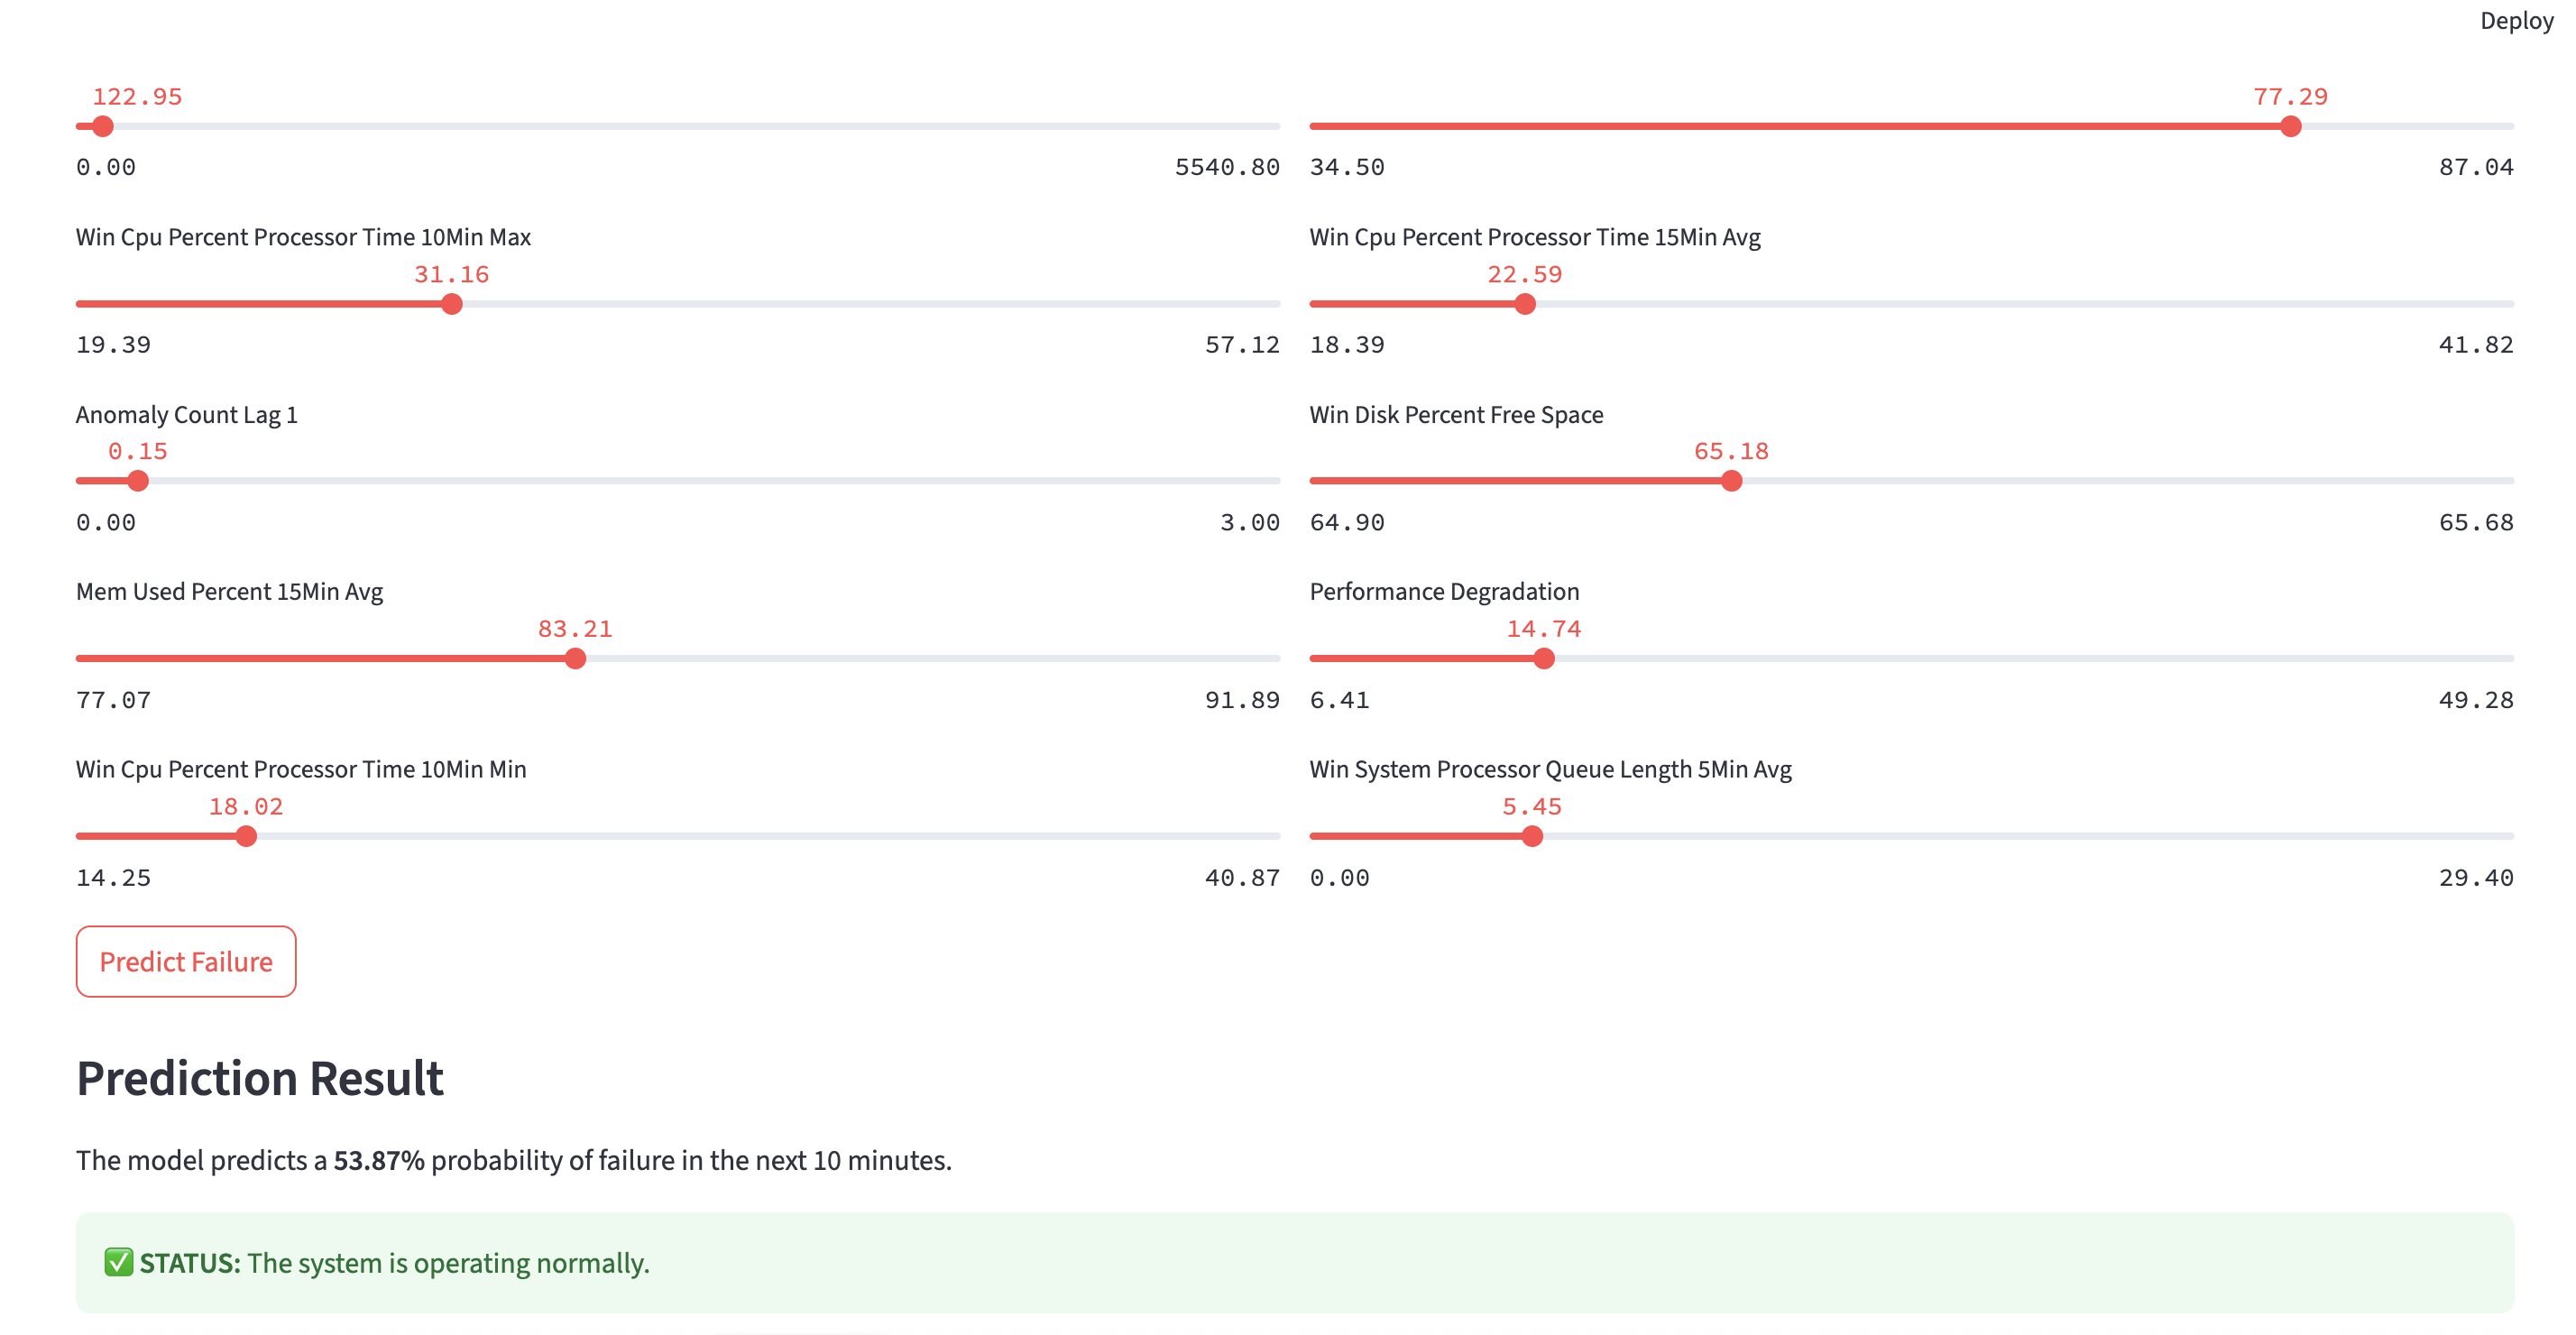 Deploy
122.95 77.29
0.00 5540.80 34.50 87.04
Win Cpu Percent Processor Time 10Min Max Win Cpu Percent Processor Time 15Min Avg
31.16 22.59
19.39 57.12 18.39 41.82
Anomaly Count Lag 1 Win Disk Percent Free Space
0.15 65.18
0.00 3.00 64.90 65.68
Mem Used Percent 15Min Avg Performance Degradation
83.21 14.74
77.07 91.89 6.41 49.28
Win Cpu Percent Processor Time 10Min Min Win System Processor Queue Length 5Min Avg
18.02 5.45
14.25 40.87 0.00 29.40
Predict Failure
Prediction Result
The model predicts a 53.87% probability of failure in the next 10 minutes.
✅ STATUS: The system is operating normally.